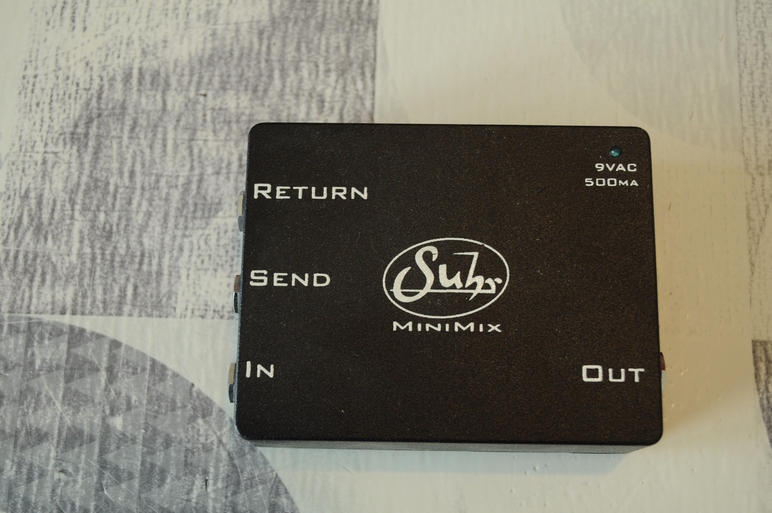 9VAC
500MA
RETURN
SEND
Suhr
MINIMIX
IN
OUT